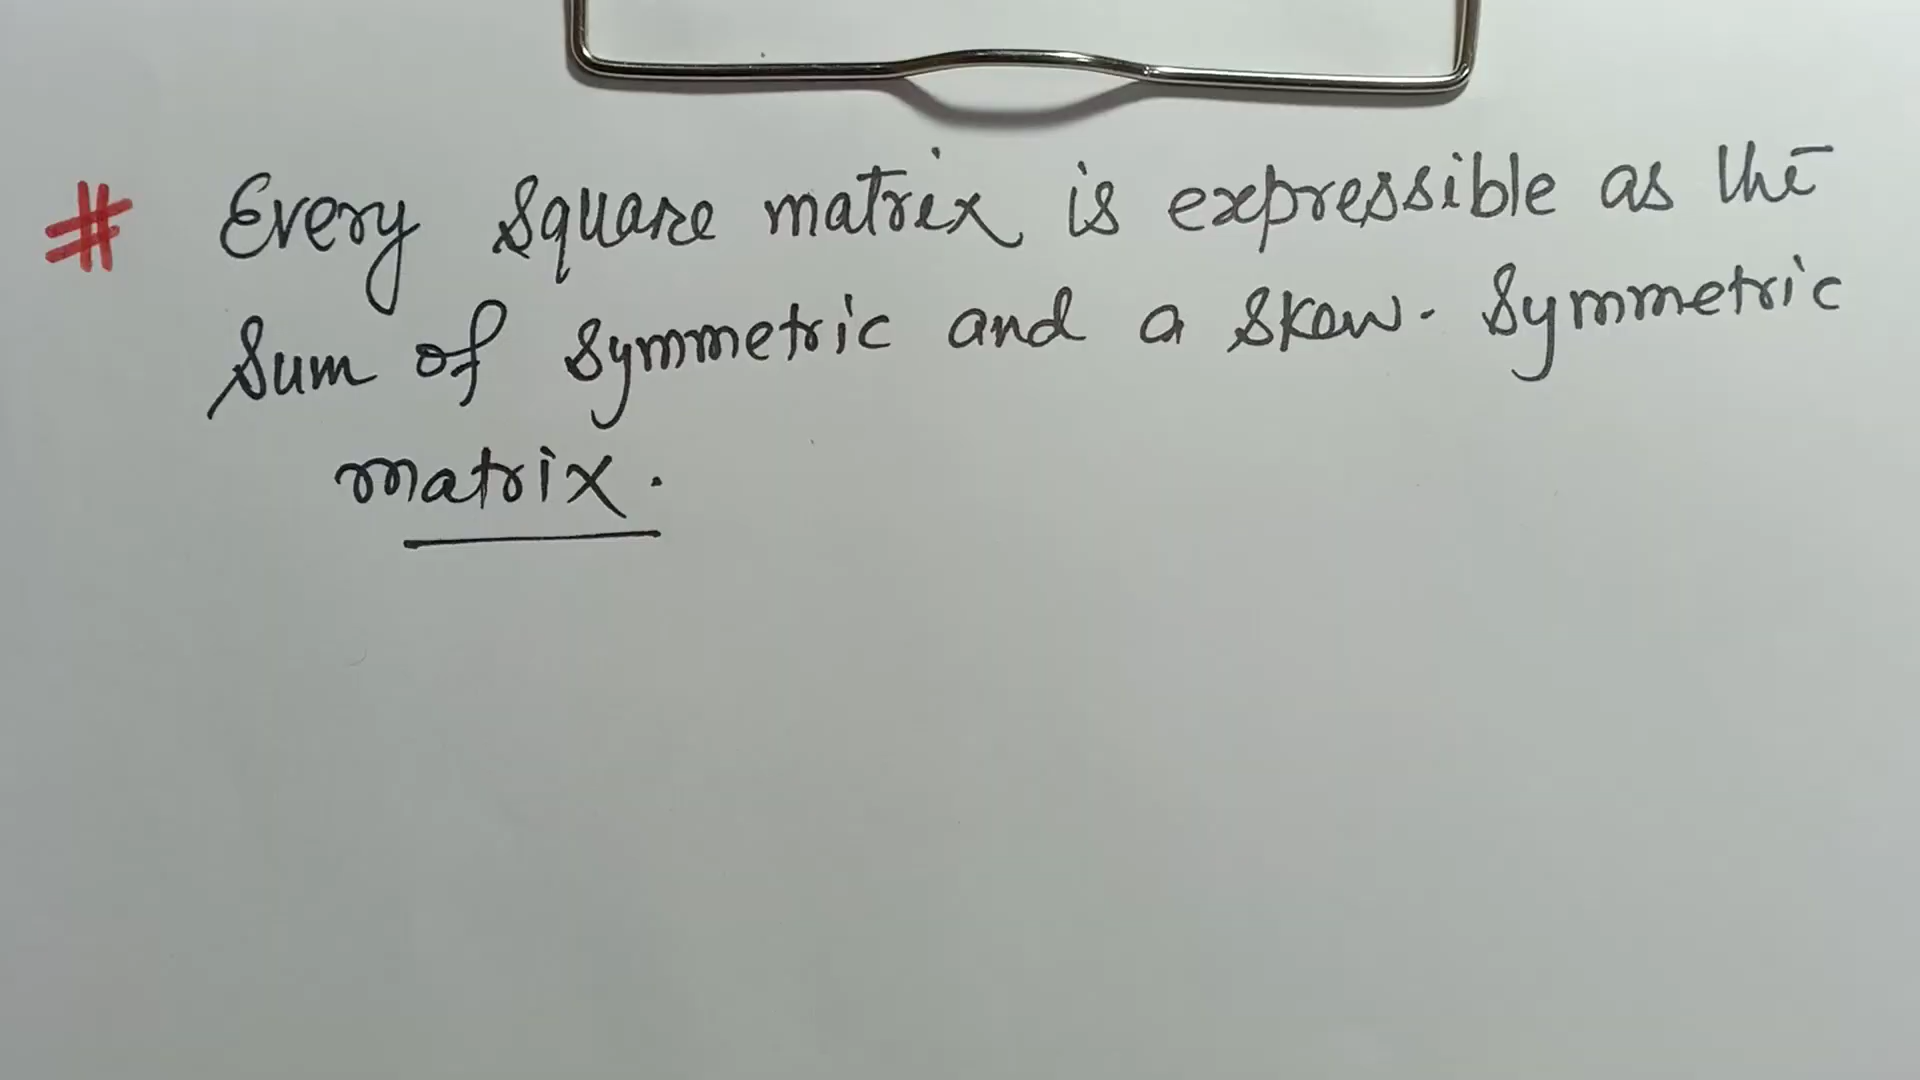 # Every Square matrix is expressible as the
Sum of Symmetric and a Skew-Symmetric
matrix.